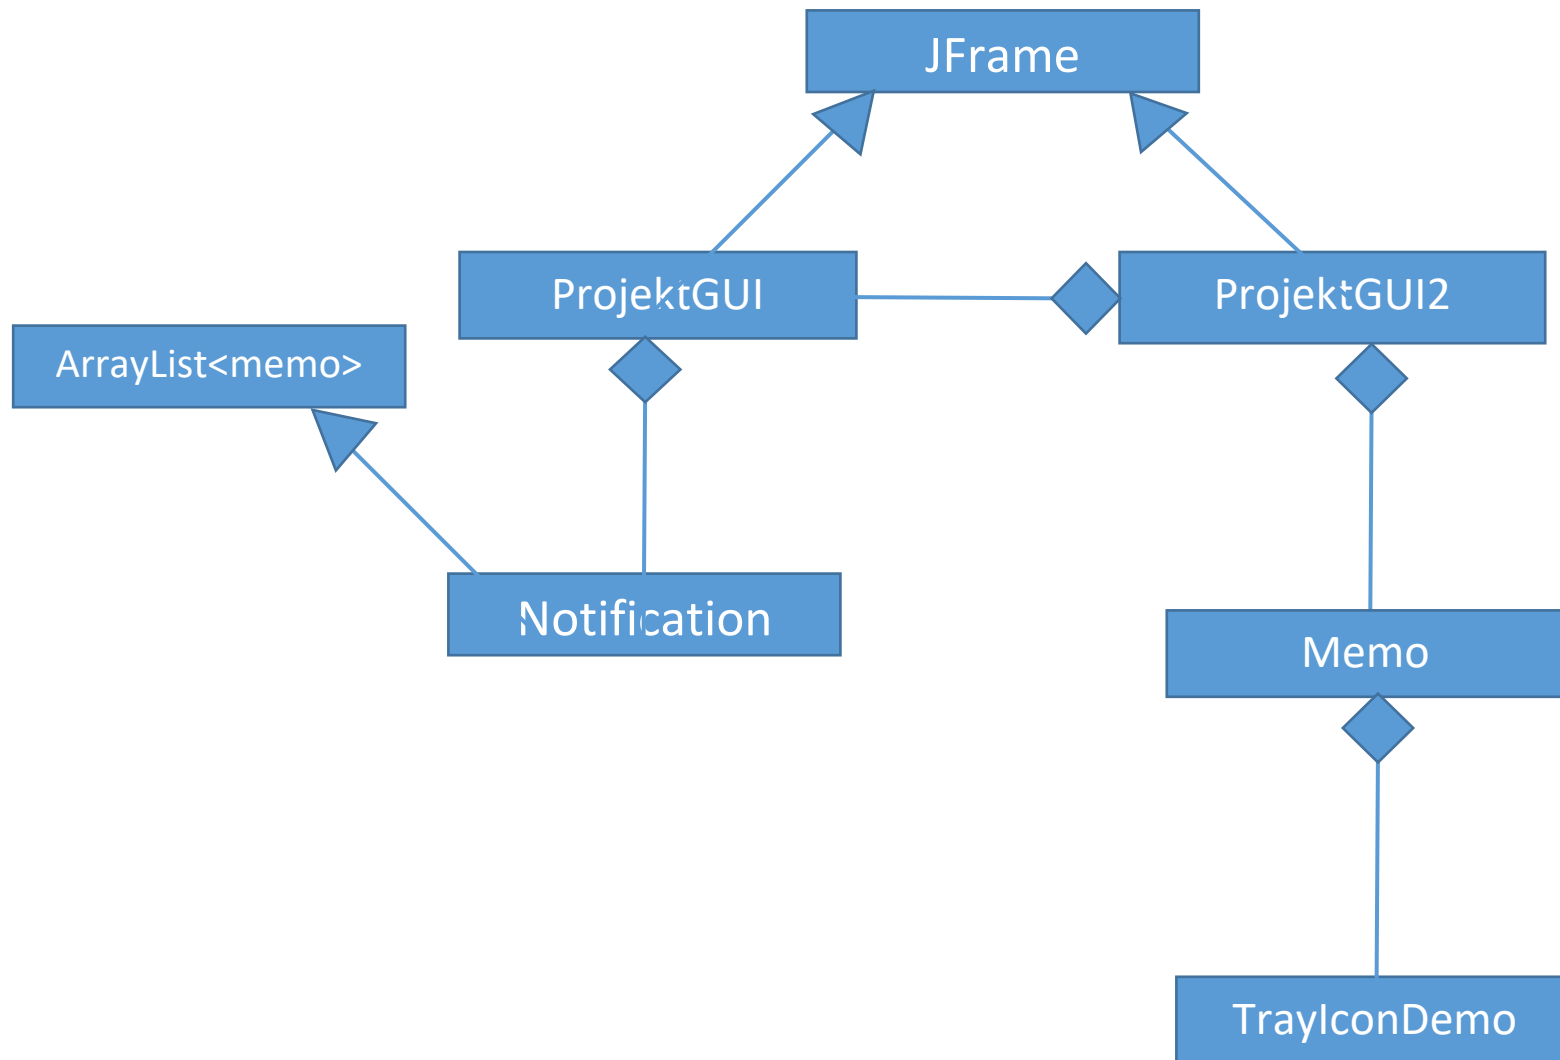 JFrame
ProjektGUI
ProjektGUI2
ArrayList<memo>
Notification
Memo
TrayIconDemo